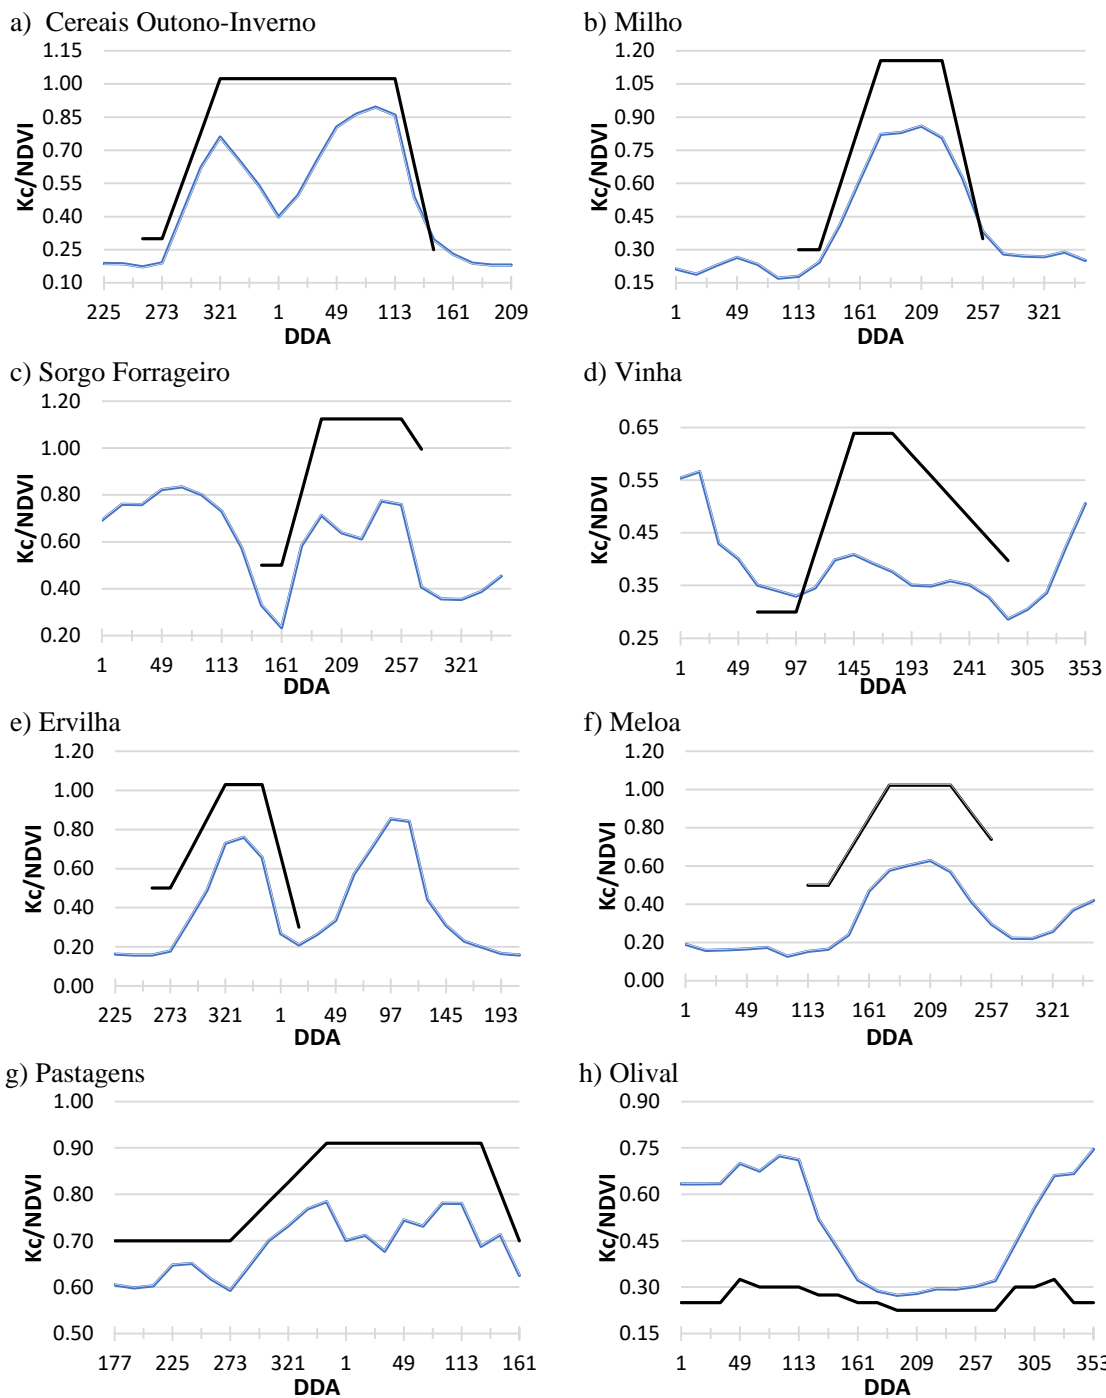 a) Cereais Outono-Inverno
1.15
1.00
0.85
0.70
0.55
0.40
0.25
0.10
Kc/NDVI
225 273 321 1 49 113 161 209
DDA
b) Milho
1.20
1.05
0.90
0.75
0.60
0.45
0.30
0.15
Kc/NDVI
1 49 113 161 209 257 321
DDA
c) Sorgo Forrageiro
1.20
1.00
0.80
0.60
0.40
0.20
Kc/NDVI
1 49 113 161 209 257 321
DDA
d) Vinha
0.65
0.55
0.45
0.35
0.25
Kc/NDVI
1 49 97 145 193 241 305 353
DDA
e) Ervilha
1.20
1.00
0.80
0.60
0.40
0.20
0.00
Kc/NDVI
225 273 321 1 49 97 145 193
DDA
f) Meloa
1.20
1.00
0.80
0.60
0.40
0.20
0.00
Kc/NDVI
1 49 113 161 209 257 321
DDA
g) Pastagens
1.00
0.90
0.80
0.70
0.60
0.50
Kc/NDVI
177 225 273 321 1 49 113 161
DDA
h) Olival
0.90
0.75
0.60
0.45
0.30
0.15
Kc/NDVI
1 49 113 161 209 257 305 353
DDA